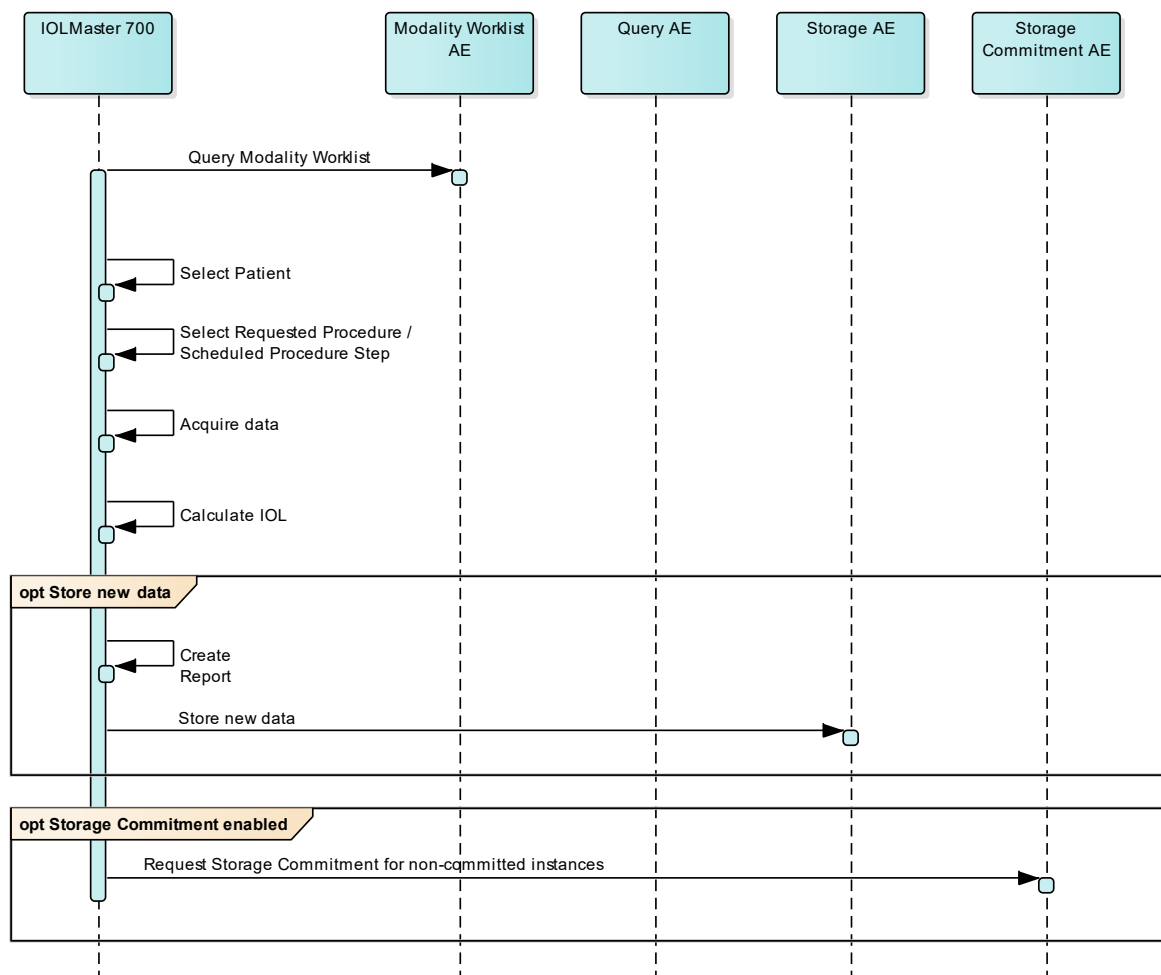 IOLMaster 700
Modality Worklist
AE
Query AE
Storage AE
Storage
Commitment AE
Query Modality Worklist
Select Patient
Select Requested Procedure /
Scheduled Procedure Step
Acquire data
Calculate IOL
opt Store new data
Create
Report
Store new data
opt Storage Commitment enabled
Request Storage Commitment for non-committed instances